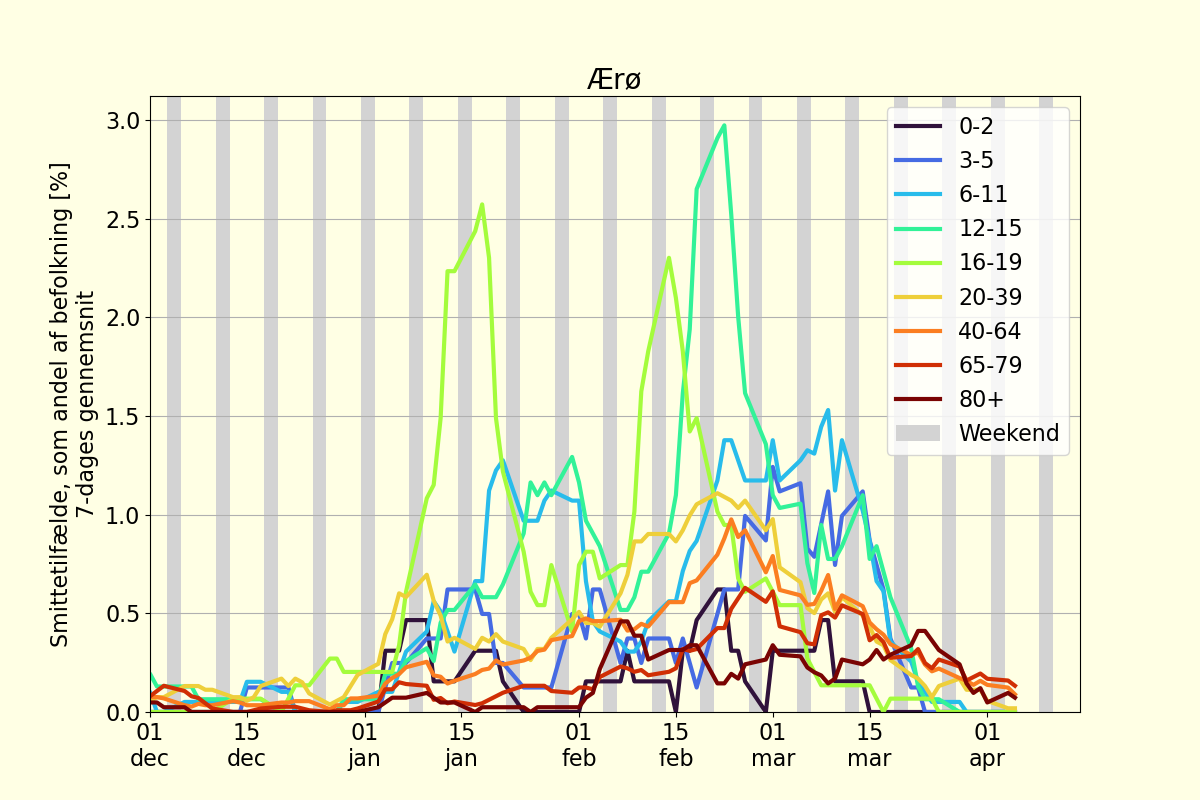 Ærø
Smittetilfælde, som andel af befolkning [%]
7-dages gennemsnit
3.0
2.5
2.0
1.5
1.0
0.5
0.0
01 dec
15 dec
01 jan
15 jan
01 feb
15 feb
01 mar
15 mar
01 apr
0-2
3-5
6-11
12-15
16-19
20-39
40-64
65-79
80+
Weekend